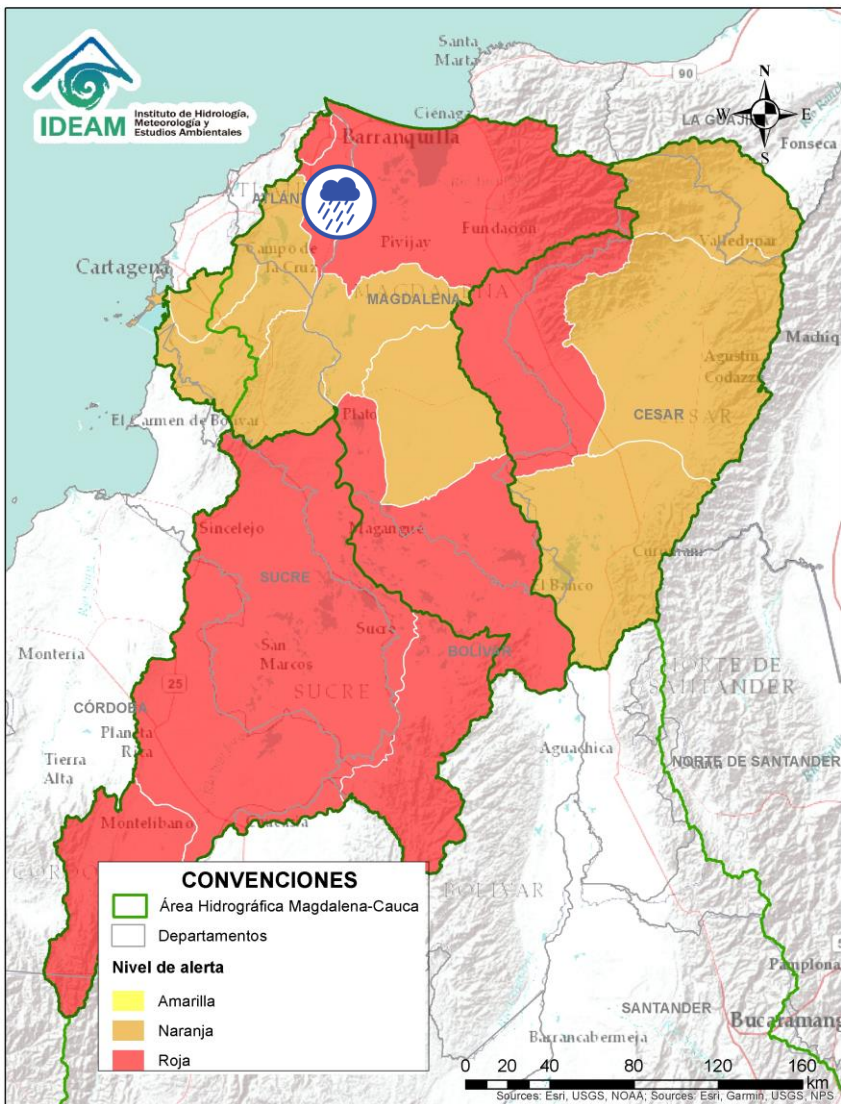 IDEAM
Instituto de Hidrología,
Meteorología y
Estudios Ambientales
Santa
Marta
90
N
W
E
S
Ciénaga
LA GUAJI
Fonseca
Barranquilla
ATLÁN
Pivijay
Fundación
Valledupar
Campo de
la Cruz
Cartagena
MAGDALENA
Agustín
Codazzi
El Carmen de Bolívar
Plato
CESAR
Sincelejo
Magangué
SUCRE
El Banco
Sucre
San
Marcos
BOLÍVAR
SUCRE
NORTE DE
SANTANDER
Montería
25
CÓRDOBA
Planeta
Rica
Tierra
Alta
Aguachica
NORTE DE SANTANDER
Montelíbano
BOLÍVAR
CONVENCIONES
Área Hidrográfica Magdalena-Cauca
Departamentos
Nivel de alerta
Amarilla
Naranja
Roja
Pamplona
SANTANDER
Barrancabermeja
0 20 40 80 120 160
km
Sources: Esri, USGS, NOAA; Sources: Esri, Garmin, USGS, NPS